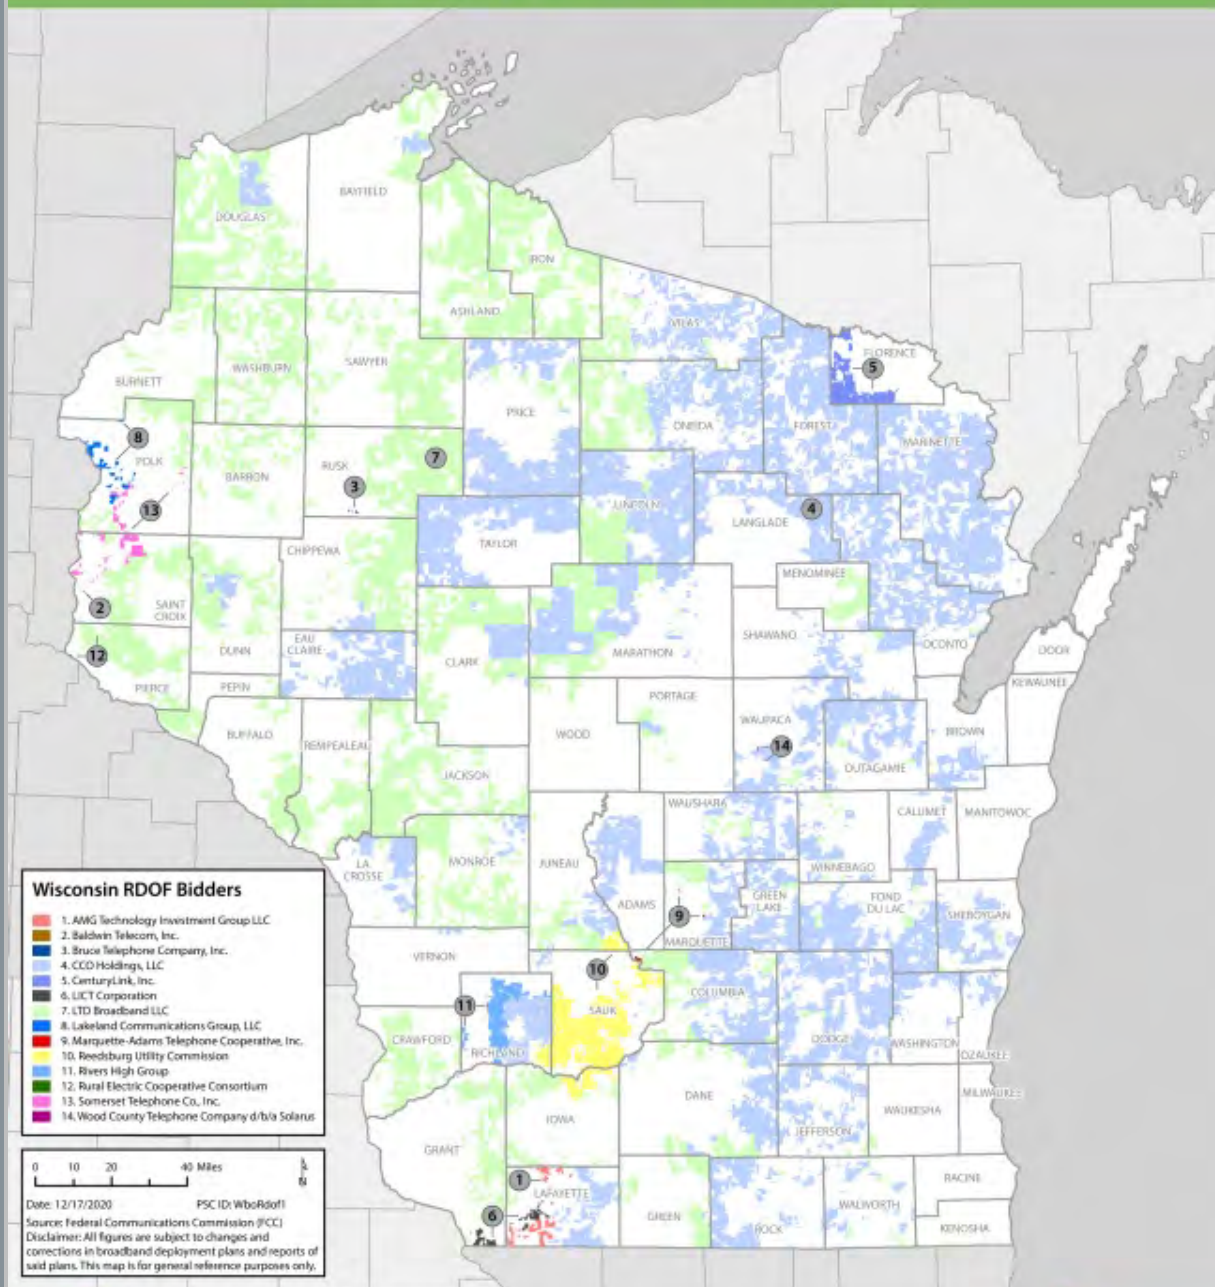 BAYFIELD
DOUGLAS
IRON
ASHLAND
VILAS
FLORENCE
5
SAWYER
WASHBURN
BURNETT
PRICE
ONEIDA
FOREST
MARINETTE
8
POLK
7
RUSK
BARRON
3
13
LINCOLN
4
LANGLADE
TAYLOR
CHIPPEWA
MENOMINEE
2
SAINT
CROIX
SHAWANO
EAU
CLAIRE
OCONTO
DUNN
DOOR
12
MARATHON
CLARK
PIERCE
PEPIN
KEWAUNEE
PORTAGE
WAUPACA
BUFFALO
WOOD
BROWN
TREMPEALEAU
14
OUTAGAMIE
JACKSON
WAUSHARA
CALUMET
MANITOWOC
MONROE
JUNEAU
LA
CROSSE
WINNEBAGO
GREEN
LAKE
FOND
DU LAC
ADAMS
9
SHEBOYGAN
MARQUETTE
VERNON
10
COLUMBIA
11
SAUK
CRAWFORD
RICHLAND
DODGE
WASHINGTON
OZAUKEE
DANE
MILWAUKEE
IOWA
WAUKESHA
JEFFERSON
GRANT
1
LAFAYETTE
RACINE
6
GREEN
ROCK
WALWORTH
KENOSHA
Wisconsin RDOF Bidders
1. AMG Technology Investment Group LLC
2. Baldwin Telecom, Inc.
3. Bruce Telephone Company, Inc.
4. CCO Holdings, LLC
5. CenturyLink, Inc.
6. LICT Corporation
7. LTD Broadband LLC
8. Lakeland Communications Group, LLC
9. Marquette-Adams Telephone Cooperative, Inc.
10. Reedsburg Utility Commission
11. Rivers High Group
12. Rural Electric Cooperative Consortium
13. Somerset Telephone Co., Inc.
14. Wood County Telephone Company d/b/a Solarus
0 10 20 40 Miles
N
Date: 12/17/2020 PSC ID: WboRdof1
Source: Federal Communications Commission (FCC)
Disclaimer: All figures are subject to changes and
corrections in broadband deployment plans and reports of
said plans. This map is for general reference purposes only.